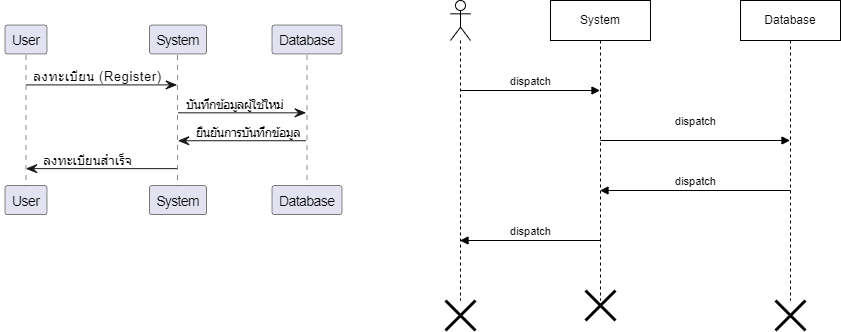 User
System
Database
ลงทะเบียน (Register)
บันทึกข้อมูลผู้ใช้ใหม่
ยืนยันการบันทึกข้อมูล
ลงทะเบียนสำเร็จ
User
System
Database
System
Database
dispatch
dispatch
dispatch
dispatch